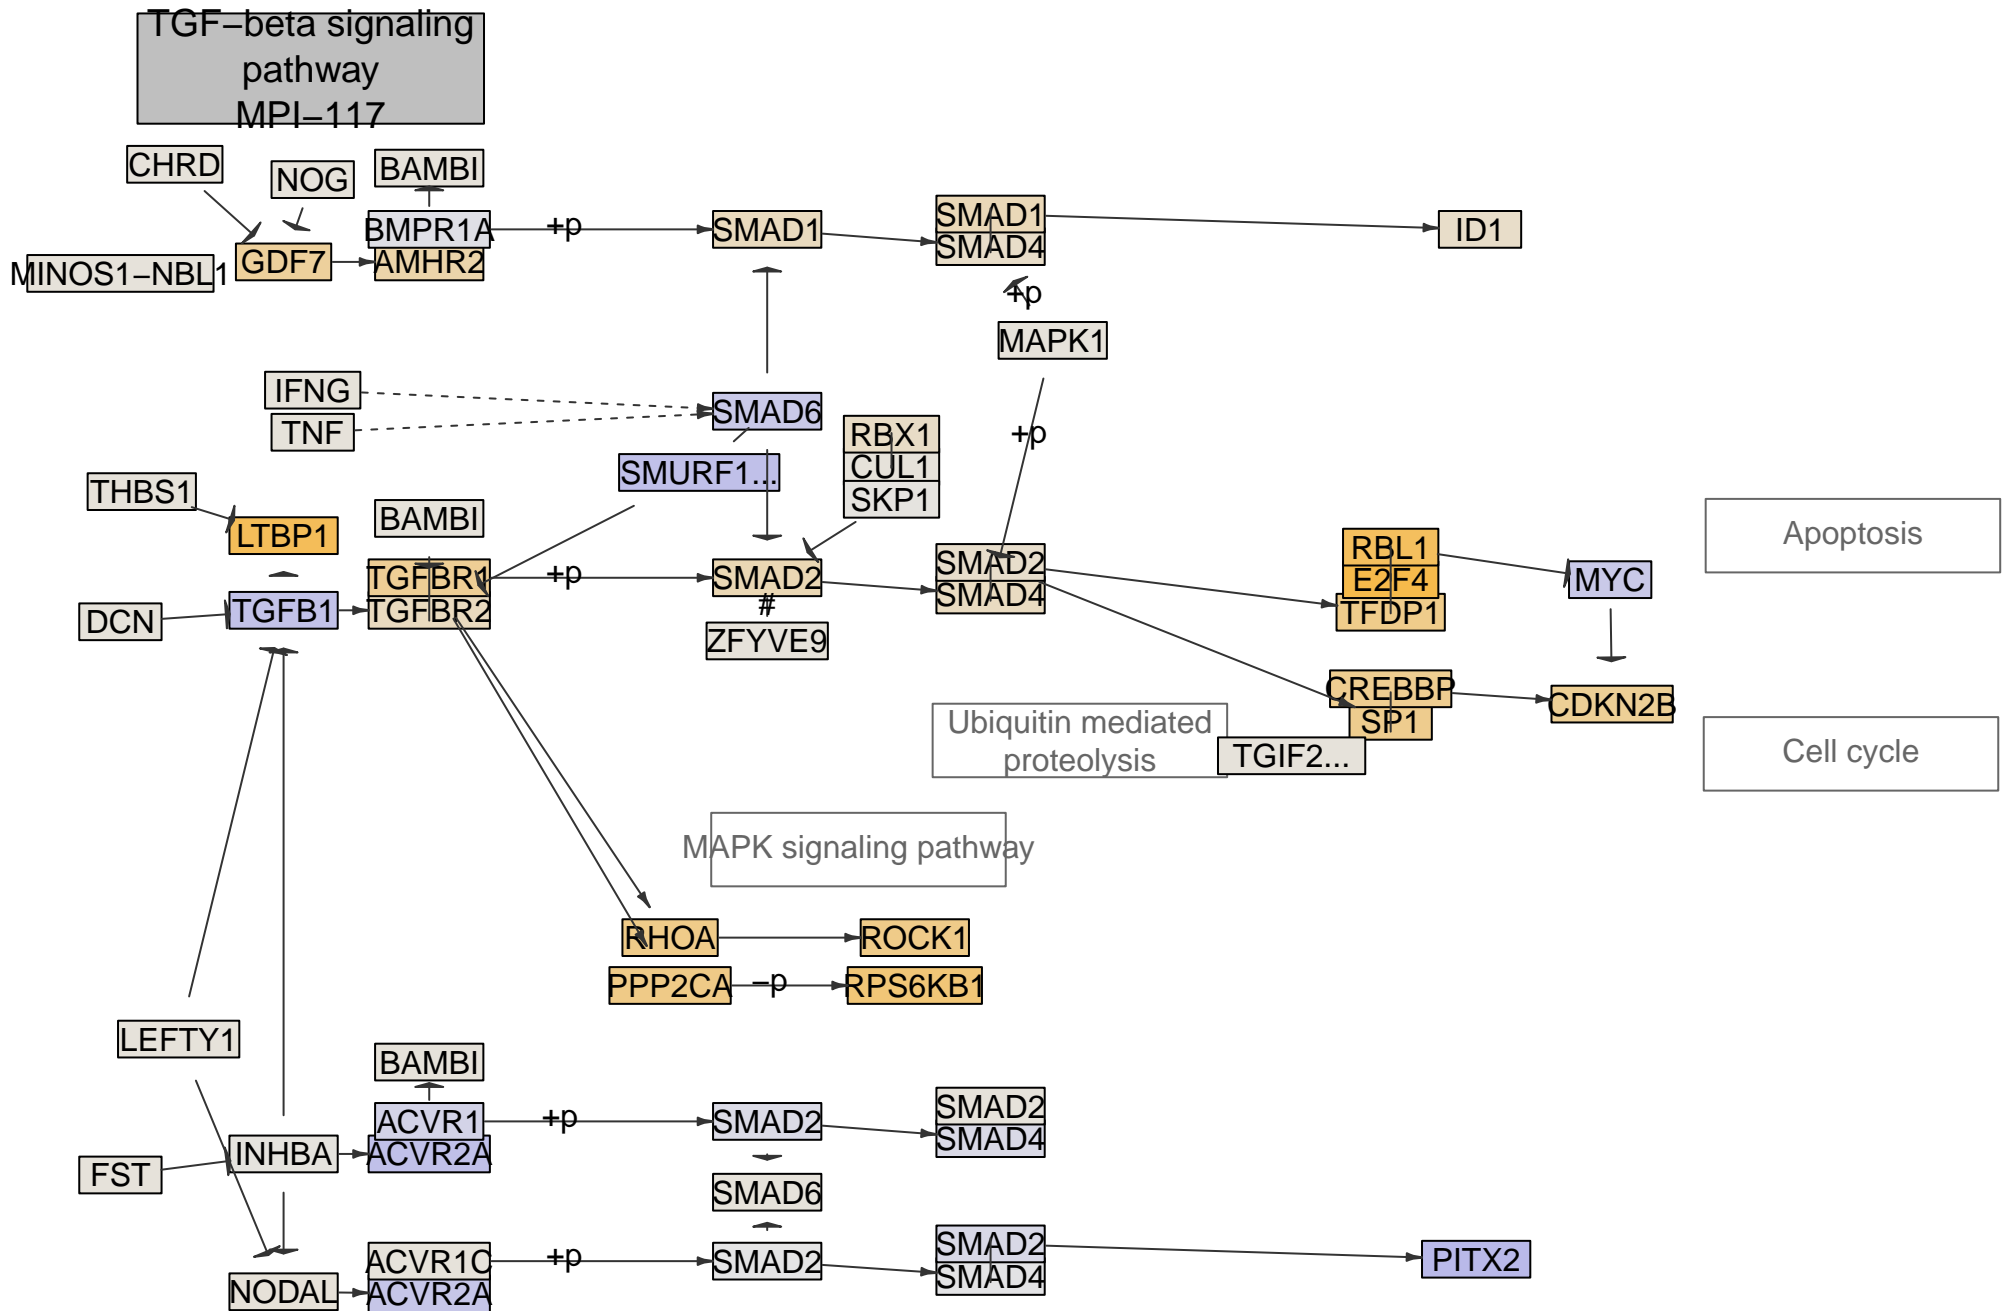 TGF−beta signaling
pathway
MPI−117
CHRD
NOG
BAMBI
BMPR1A
+p
SMAD1
SMAD1
SMAD4
ID1
MINOS1−NBL1
GDF7
AMHR2
+p
MAPK1
IFNG
TNF
SMAD6
RBX1
CUL1
SKP1
+p
SMURF1...
THBS1
LTBP1
BAMBI
TGFBR1
TGFBR2
+p
SMAD2
#
ZFYVE9
SMAD2
SMAD4
RBL1
E2F4
TFDP1
MYC
Apoptosis
DCN
TGFB1
CREBBP
SP1
TGIF2...
CDKN2B
Ubiquitin mediated
proteolysis
Cell cycle
MAPK signaling pathway
RHOA
ROCK1
PPP2CA
−p
RPS6KB1
LEFTY1
BAMBI
ACVR1
ACVR2A
+p
SMAD2
SMAD2
SMAD4
INHBA
FST
SMAD6
ACVR1C
ACVR2A
+p
SMAD2
SMAD2
SMAD4
PITX2
NODAL